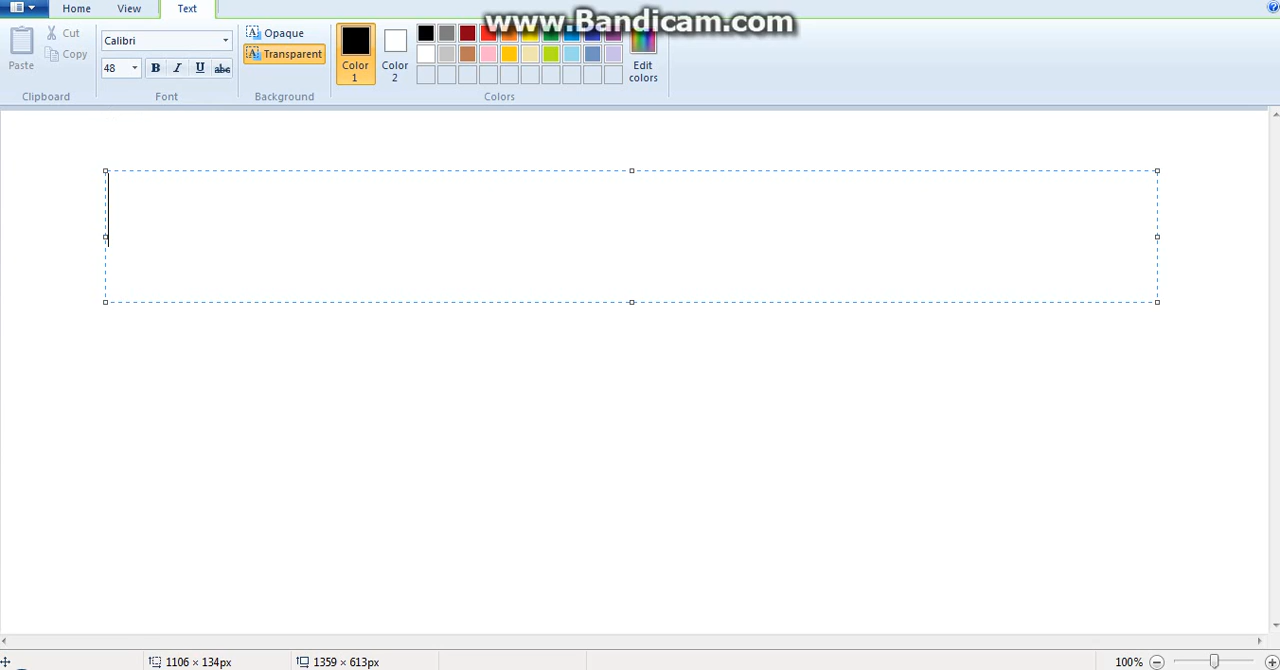 www.Bandicam.com
Home View Text
Cut
Copy
Paste
Clipboard
Calibri
48 B I U abc
Font
Opaque
Transparent
Background
Color 1
Color 2
Edit colors
Colors
1106 × 134px 1359 × 613px 100%